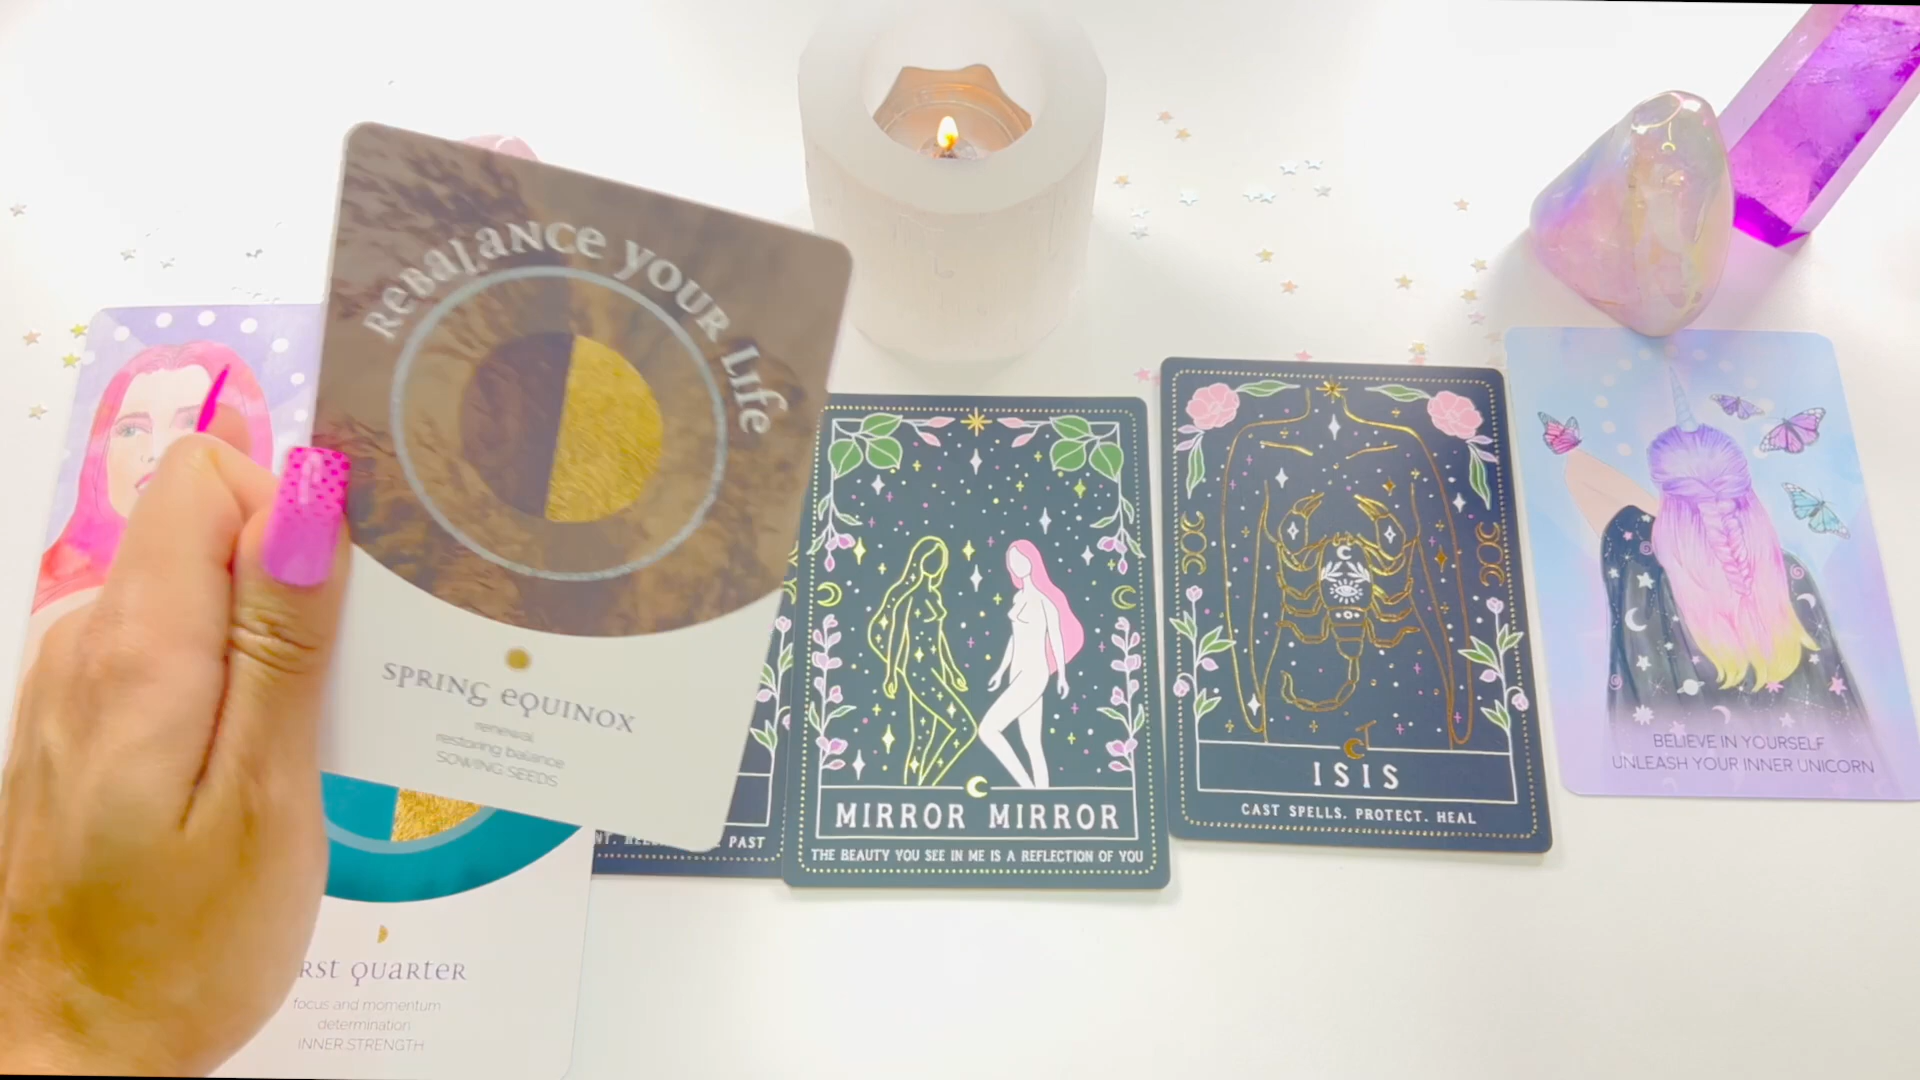 reBalance your life
spring equinox
renewal
restoring balance
SOWING SEEDS
rst quarter
focus and momentum
determination
INNER STRENGTH
PAST
MIRROR MIRROR
THE BEAUTY YOU SEE IN ME IS A REFLECTION OF YOU
ISIS
CAST SPELLS. PROTECT. HEAL
BELIEVE IN YOURSELF
UNLEASH YOUR INNER UNICORN